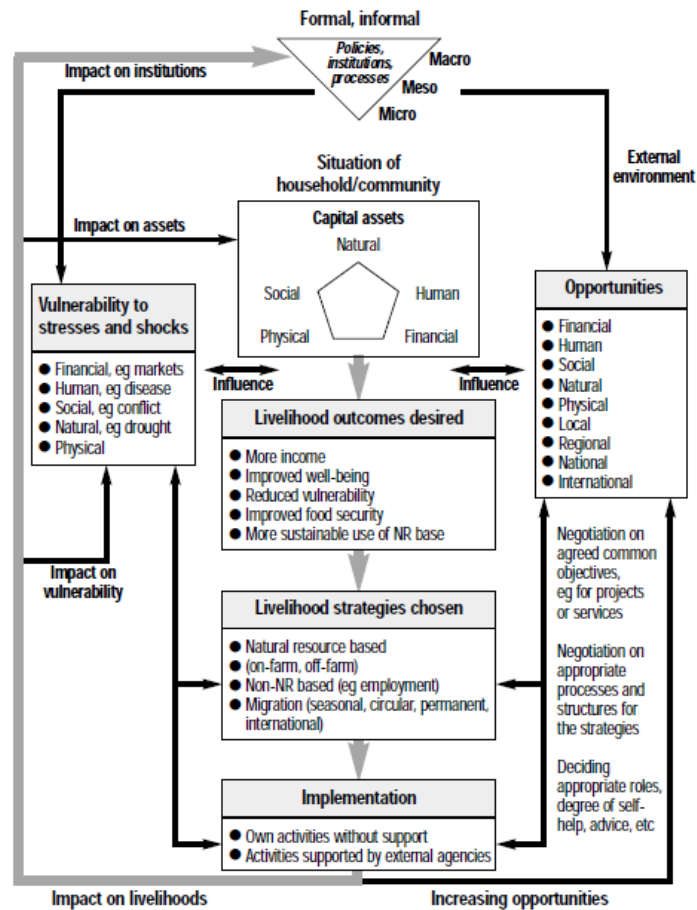 Formal, informal
Policies,
institutions,
processes
Macro
Meso
Micro
Impact on institutions
External
environment
Situation of
household/community
Impact on assets
Capital assets
Natural
Social
Human
Physical
Financial
Vulnerability to
stresses and shocks
● Financial, eg markets
● Human, eg disease
● Social, eg conflict
● Natural, eg drought
● Physical
Influence
Influence
Opportunities
● Financial
● Human
● Social
● Natural
● Physical
● Local
● Regional
● National
● International
Livelihood outcomes desired
● More income
● Improved well-being
● Reduced vulnerability
● Improved food security
● More sustainable use of NR base
Impact on
vulnerability
Negotiation on
agreed common
objectives,
eg for projects
or services
Livelihood strategies chosen
● Natural resource based
● (on-farm, off-farm)
● Non-NR based (eg employment)
● Migration (seasonal, circular, permanent,
international)
Negotiation on
appropriate
processes and
structures for
the strategies
Deciding
appropriate roles,
degree of self-
help, advice, etc
Implementation
● Own activities without support
● Activities supported by external agencies
Impact on livelihoods
Increasing opportunities